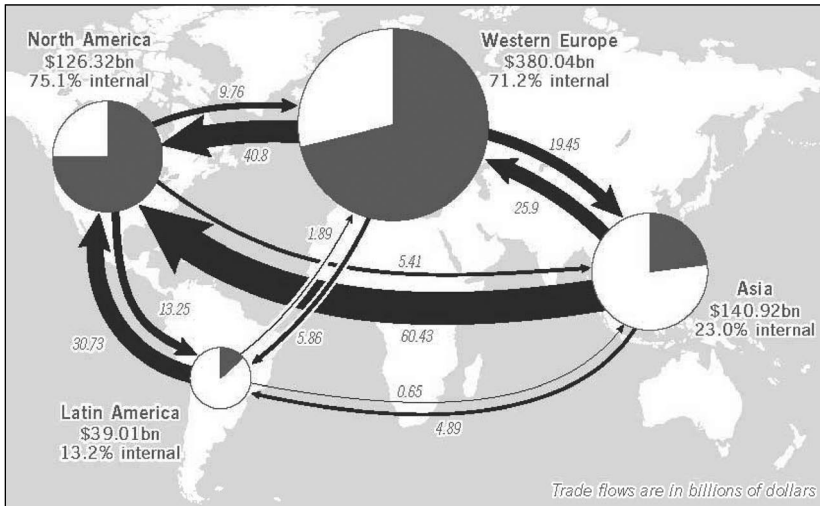 North America
$126.32bn
75.1% internal
Western Europe
$380.04bn
71.2% internal
9.76
40.8
19.45
25.9
1.89
5.41
Asia
$140.92bn
23.0% internal
13.25
30.73
5.86
60.43
0.65
4.89
Latin America
$39.01bn
13.2% internal
Trade flows are in billions of dollars